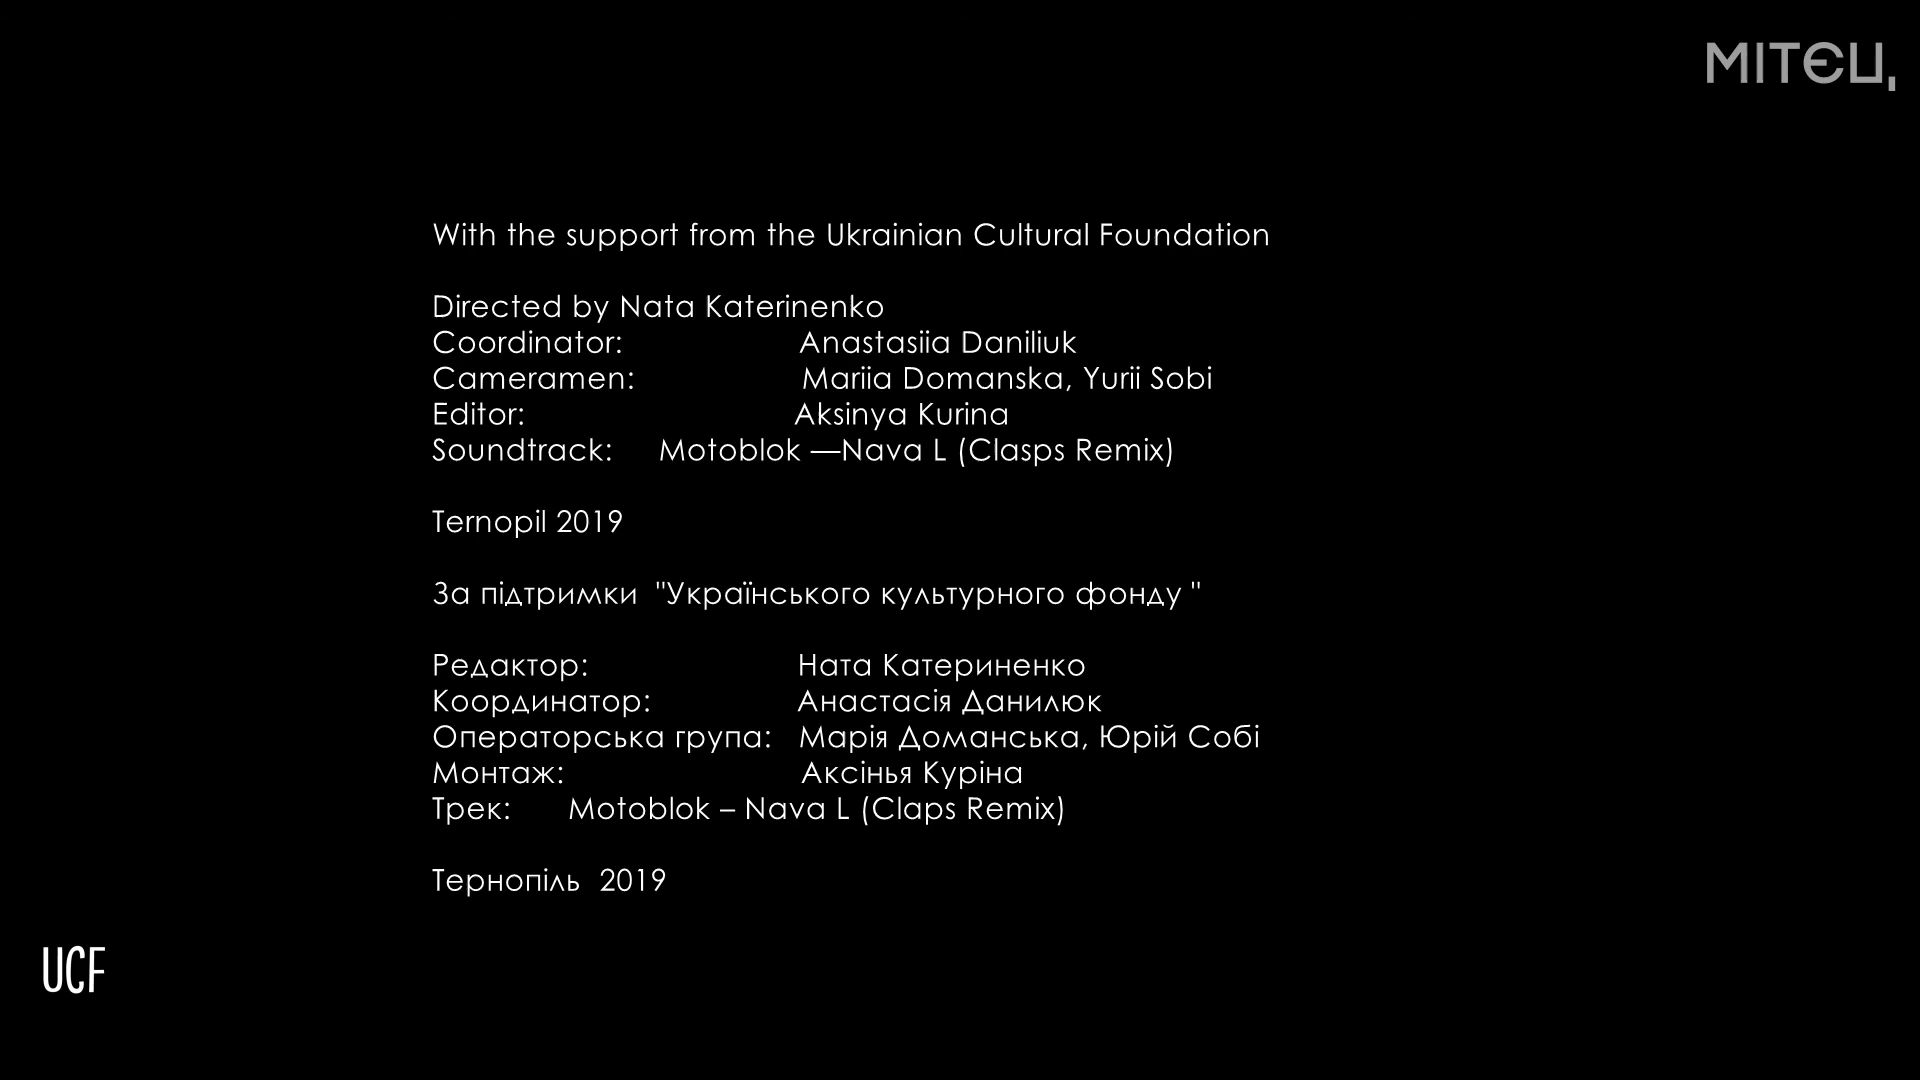 МІТЄЦ
With the support from the Ukrainian Cultural Foundation
Directed by Nata Katerinenko
Coordinator: Anastasiia Daniliuk
Cameramen: Mariia Domanska, Yurii Sobi
Editor: Aksinya Kurina
Soundtrack: Motoblok —Nava L (Clasps Remix)
Ternopil 2019
За підтримки "Українського культурного фонду "
Редактор: Ната Катериненко
Координатор: Анастасія Данилюк
Операторська група: Марія Доманська, Юрій Собі
Монтаж: Аксінья Куріна
Трек: Motoblok – Nava L (Claps Remix)
Тернопіль 2019
UCF